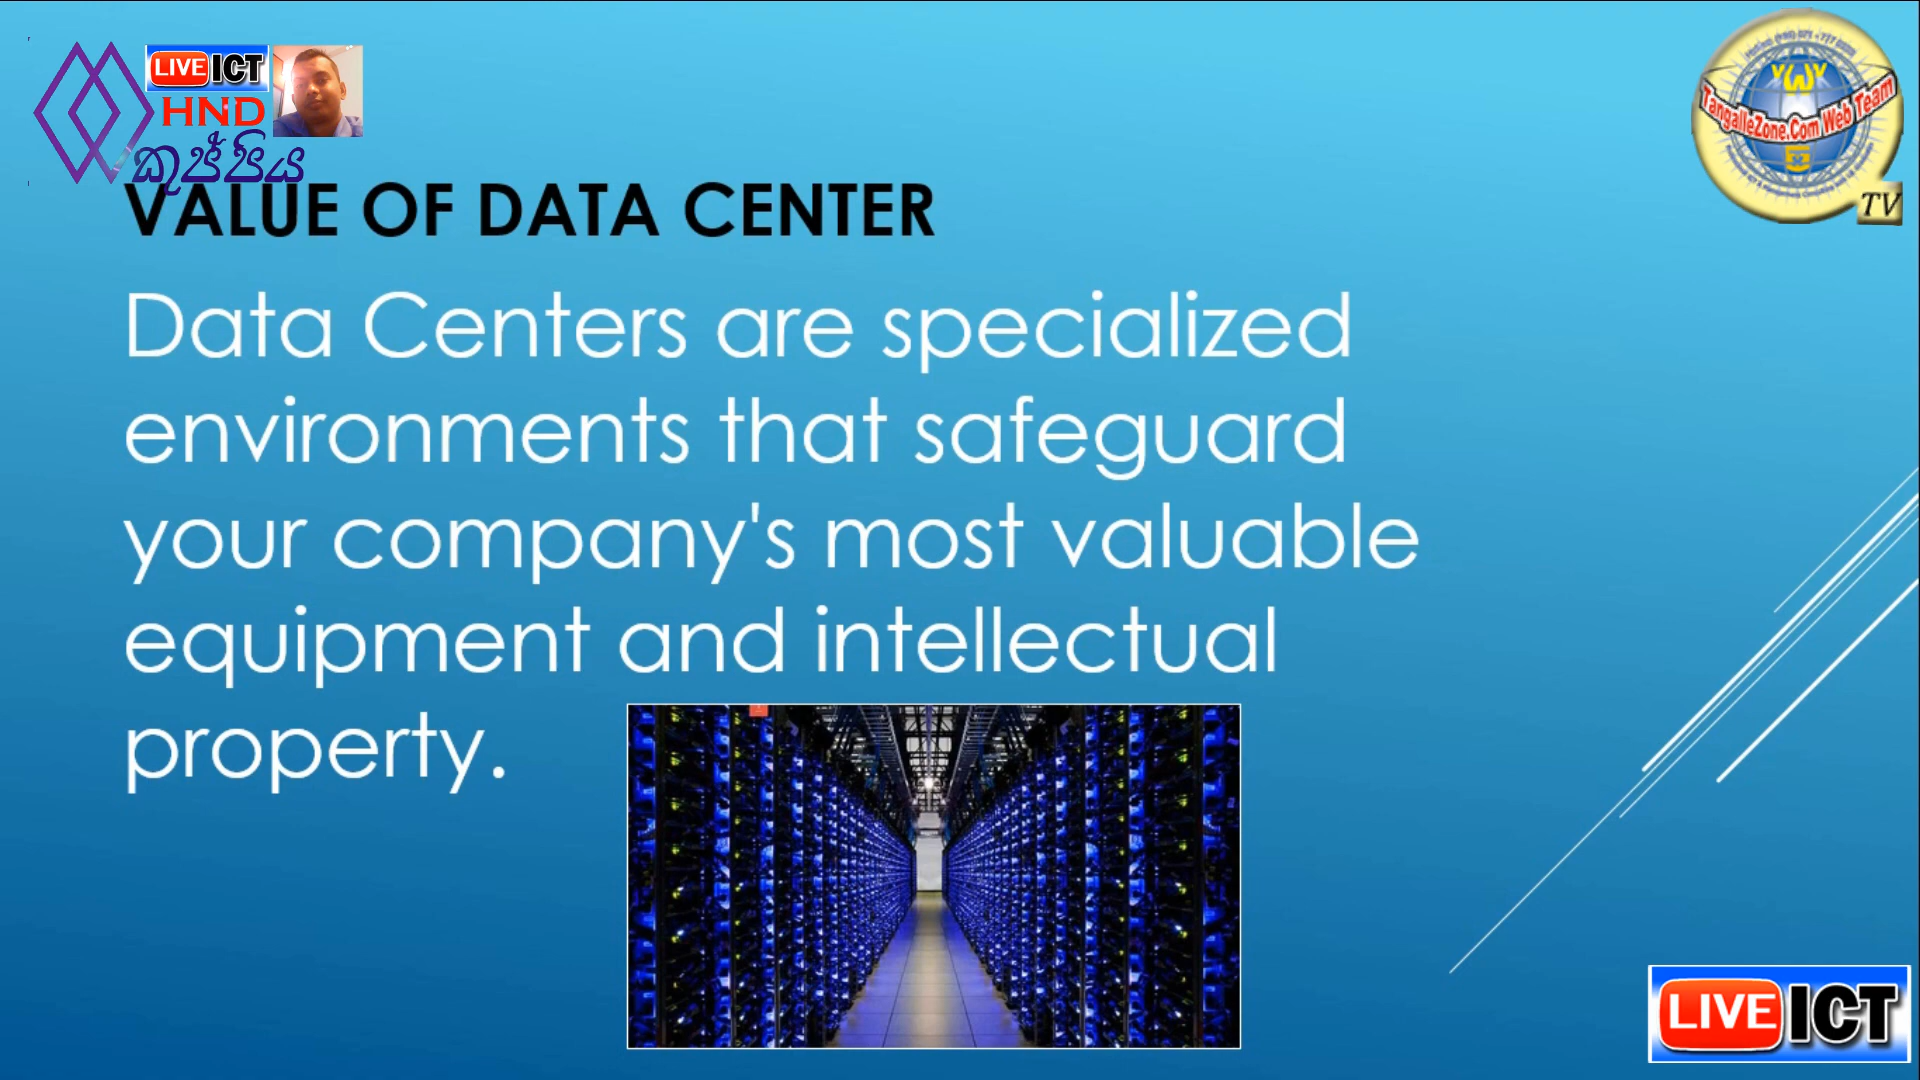 LIVE ICT
HND
කුප්පිය
TangalleZone.Com Web Team
TV
VALUE OF DATA CENTER
Data Centers are specialized
environments that safeguard
your company's most valuable
equipment and intellectual
property.
LIVE ICT